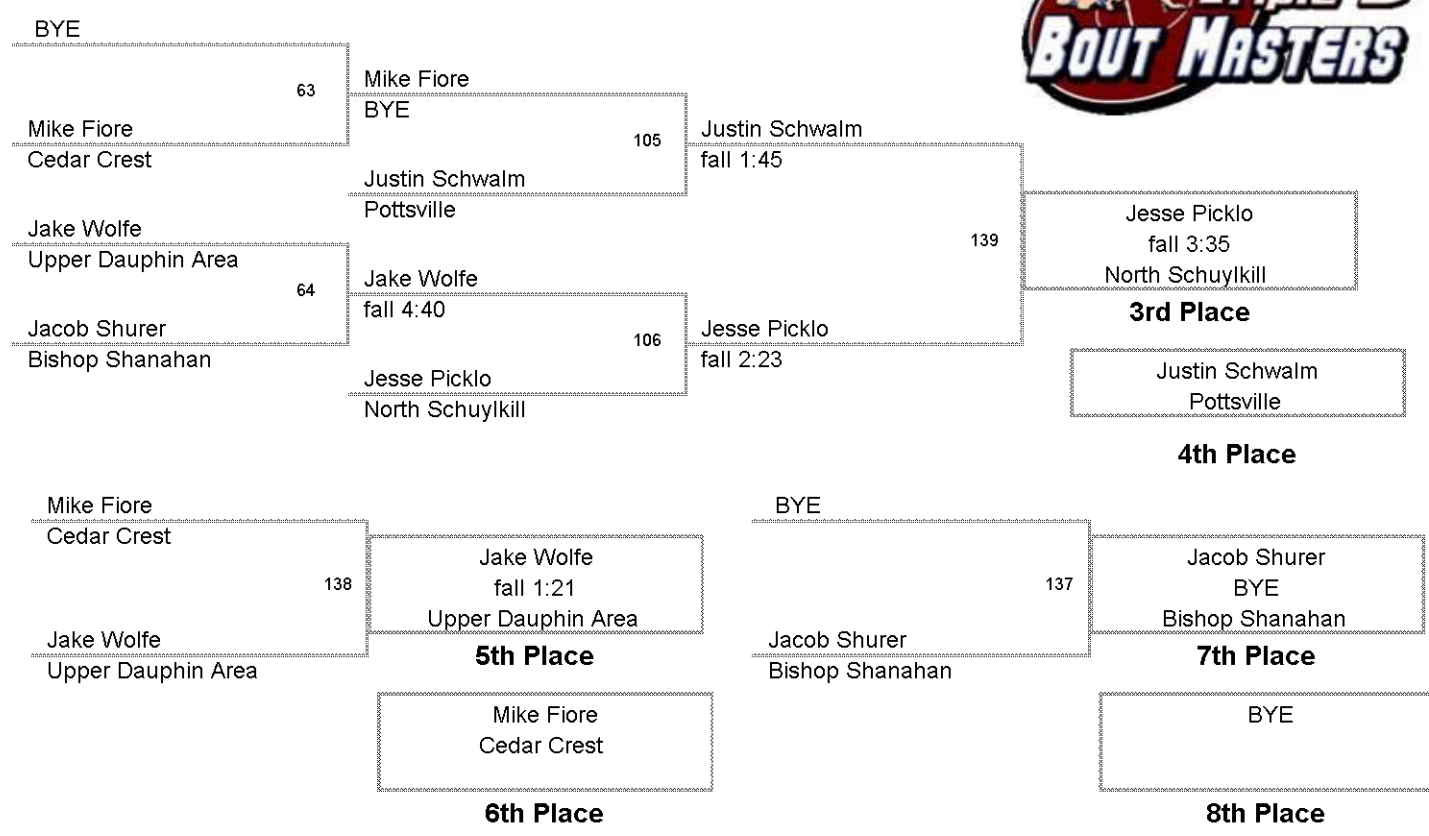 BOUT MASTERS
BYE
63
Mike Fiore
Cedar Crest
Mike Fiore
BYE
105
Justin Schwalm
Pottsville
Justin Schwalm
fall 1:45
Jake Wolfe
Upper Dauphin Area
64
Jacob Shurer
Bishop Shanahan
Jake Wolfe
fall 4:40
106
Jesse Picklo
North Schuylkill
Jesse Picklo
fall 2:23
139
Jesse Picklo
fall 3:35
North Schuylkill
3rd Place
Justin Schwalm
Pottsville
4th Place
Mike Fiore
Cedar Crest
138
Jake Wolfe
Upper Dauphin Area
Jake Wolfe
fall 1:21
Upper Dauphin Area
5th Place
Mike Fiore
Cedar Crest
6th Place
BYE
137
Jacob Shurer
Bishop Shanahan
Jacob Shurer
BYE
Bishop Shanahan
7th Place
BYE
8th Place